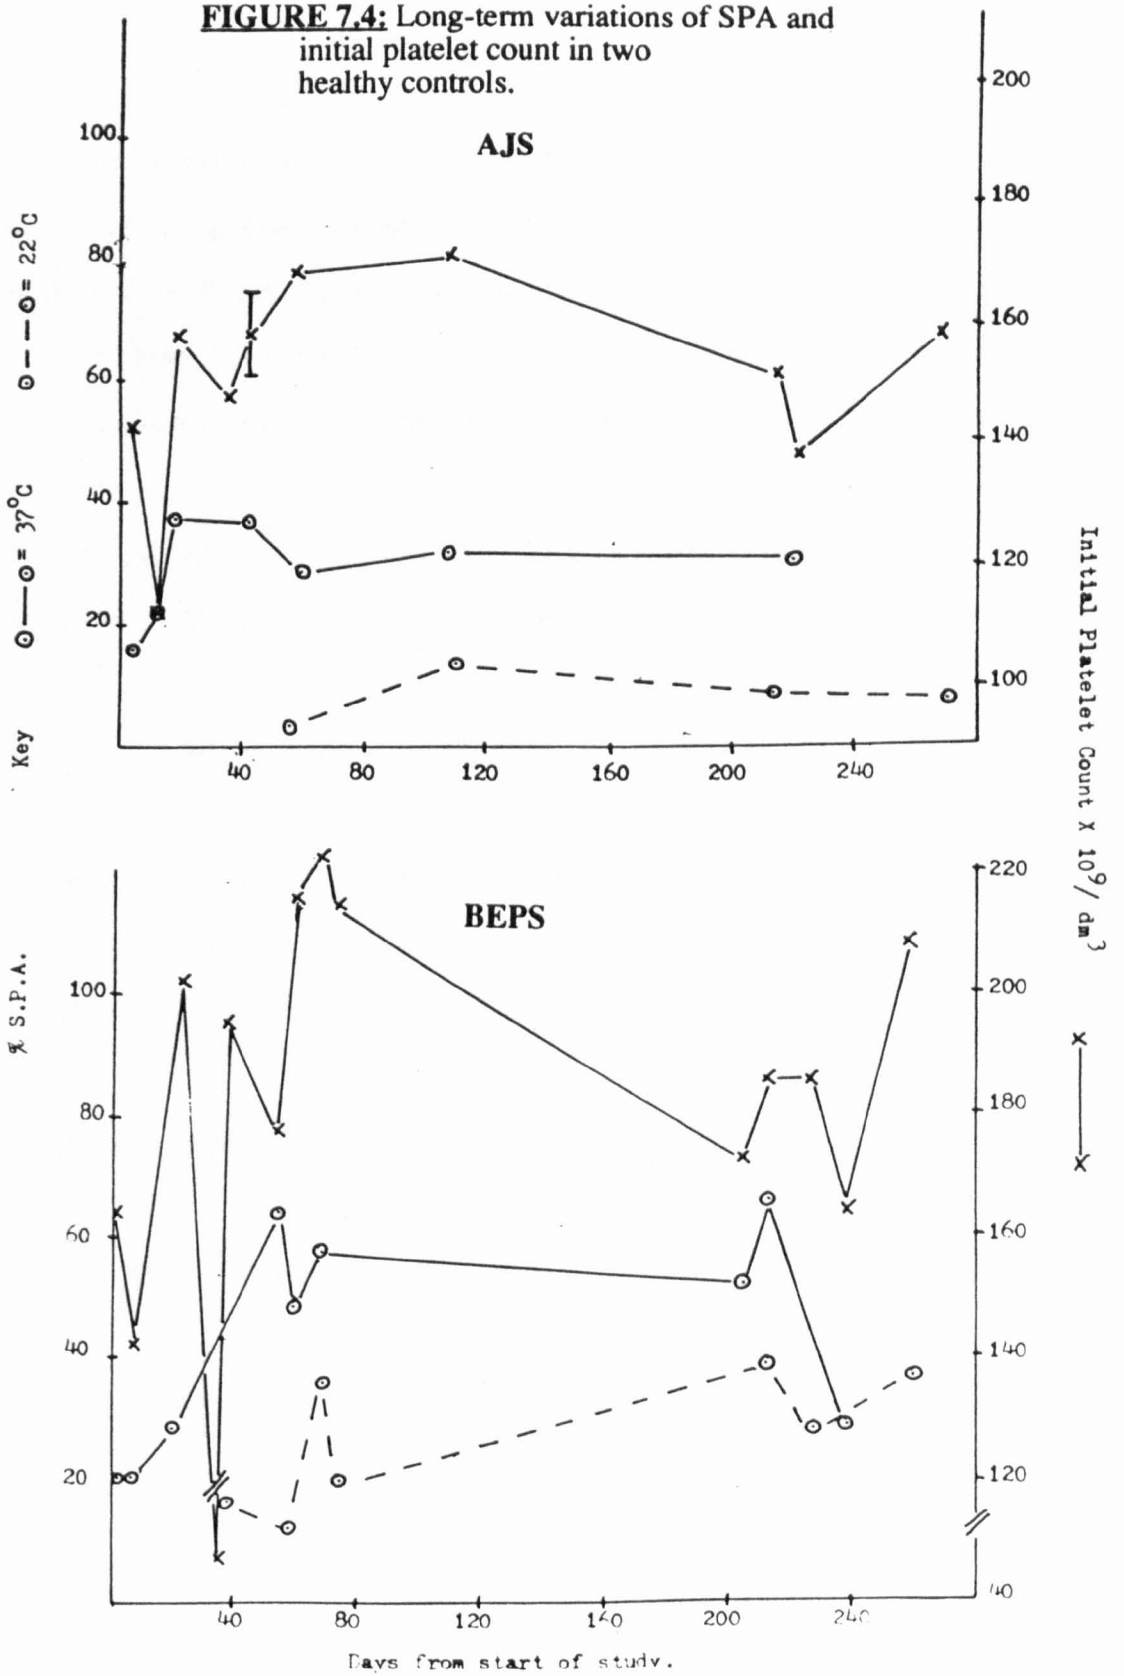 FIGURE 7.4: Long-term variations of SPA and
initial platelet count in two
healthy controls.
AJS
100
80
60
40
20
200
180
160
140
120
100
40 80 120 160 200 240
Key o—o= 37°C o--o= 22°C
% S.P.A.
Initial Platelet Count X 10⁹/ dm³
x—x
BEPS
100
80
60
40
20
220
200
180
160
140
120
40
40 80 120 160 200 240
Days from start of study.